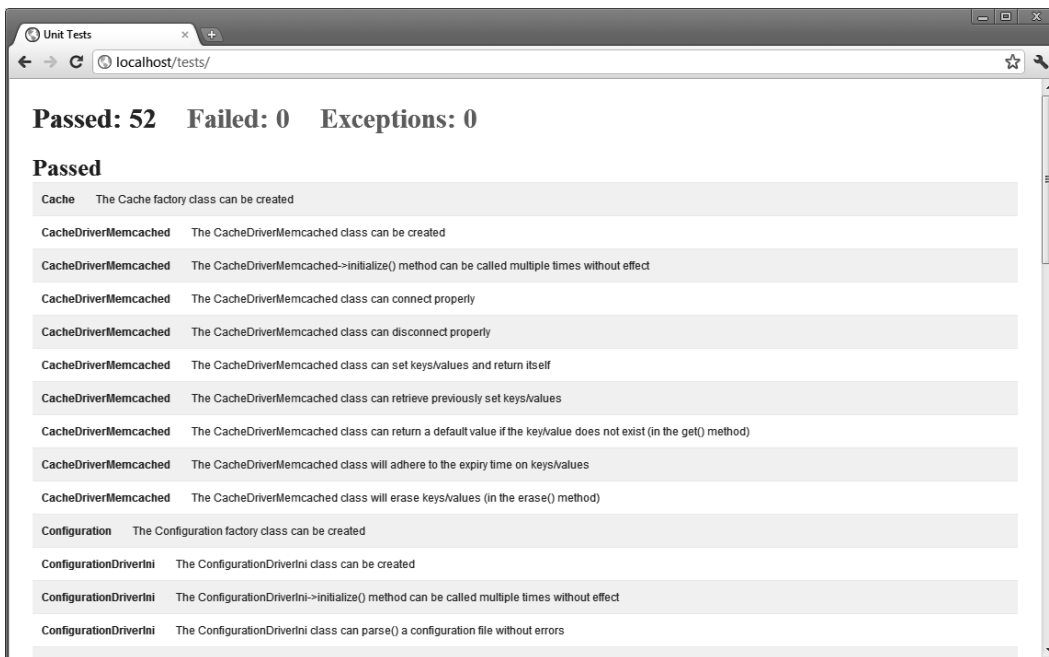 Unit Tests
localhost/tests/
Passed: 52 Failed: 0 Exceptions: 0
Passed
Cache The Cache factory class can be created
CacheDriverMemcached The CacheDriverMemcached class can be created
CacheDriverMemcached The CacheDriverMemcached->initialize() method can be called multiple times without effect
CacheDriverMemcached The CacheDriverMemcached class can connect properly
CacheDriverMemcached The CacheDriverMemcached class can disconnect properly
CacheDriverMemcached The CacheDriverMemcached class can set keys/values and return itself
CacheDriverMemcached The CacheDriverMemcached class can retrieve previously set keys/values
CacheDriverMemcached The CacheDriverMemcached class can return a default value if the key/value does not exist (in the get() method)
CacheDriverMemcached The CacheDriverMemcached class will adhere to the expiry time on keys/values
CacheDriverMemcached The CacheDriverMemcached class will erase keys/values (in the erase() method)
Configuration The Configuration factory class can be created
ConfigurationDriverIni The ConfigurationDriverIni class can be created
ConfigurationDriverIni The ConfigurationDriverIni->initialize() method can be called multiple times without effect
ConfigurationDriverIni The ConfigurationDriverIni class can parse() a configuration file without errors